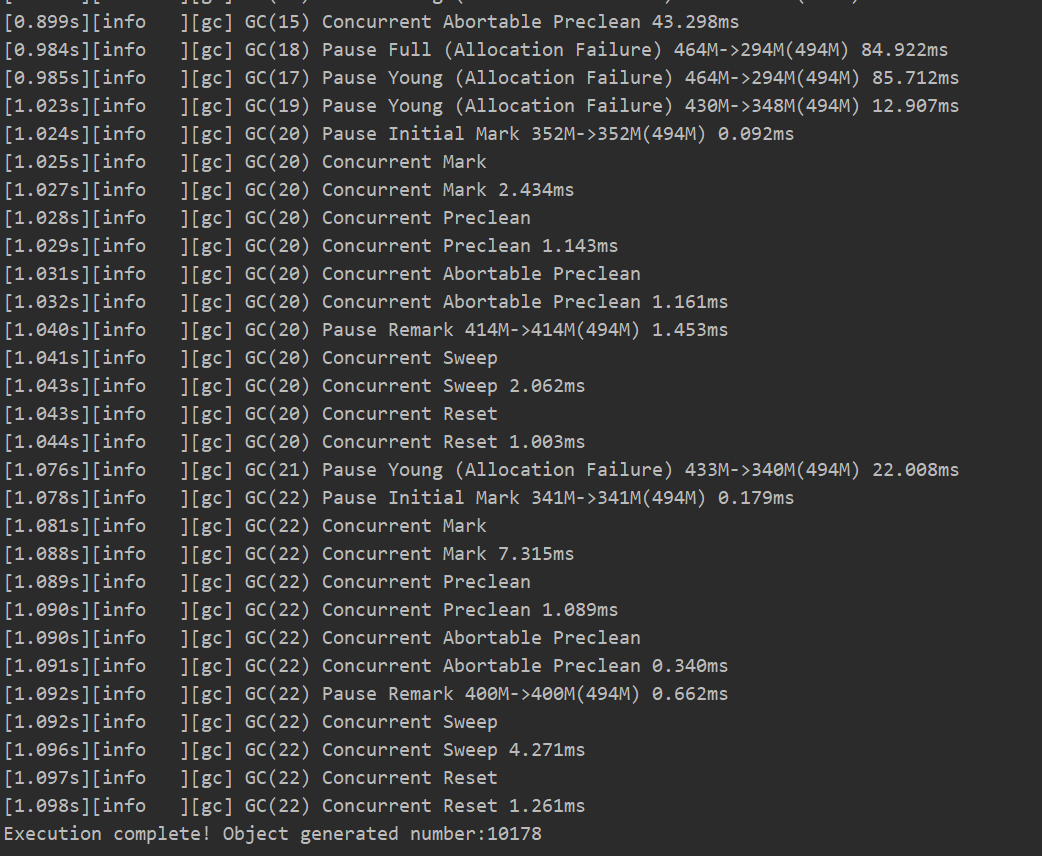 [0.899s][info   ][gc] GC(15) Concurrent Abortable Preclean 43.298ms
[0.984s][info   ][gc] GC(18) Pause Full (Allocation Failure) 464M->294M(494M) 84.922ms
[0.985s][info   ][gc] GC(17) Pause Young (Allocation Failure) 464M->294M(494M) 85.712ms
[1.023s][info   ][gc] GC(19) Pause Young (Allocation Failure) 430M->348M(494M) 12.907ms
[1.024s][info   ][gc] GC(20) Pause Initial Mark 352M->352M(494M) 0.092ms
[1.025s][info   ][gc] GC(20) Concurrent Mark
[1.027s][info   ][gc] GC(20) Concurrent Mark 2.434ms
[1.028s][info   ][gc] GC(20) Concurrent Preclean
[1.029s][info   ][gc] GC(20) Concurrent Preclean 1.143ms
[1.031s][info   ][gc] GC(20) Concurrent Abortable Preclean
[1.032s][info   ][gc] GC(20) Concurrent Abortable Preclean 1.161ms
[1.040s][info   ][gc] GC(20) Pause Remark 414M->414M(494M) 1.453ms
[1.041s][info   ][gc] GC(20) Concurrent Sweep
[1.043s][info   ][gc] GC(20) Concurrent Sweep 2.062ms
[1.043s][info   ][gc] GC(20) Concurrent Reset
[1.044s][info   ][gc] GC(20) Concurrent Reset 1.003ms
[1.076s][info   ][gc] GC(21) Pause Young (Allocation Failure) 433M->340M(494M) 22.008ms
[1.078s][info   ][gc] GC(22) Pause Initial Mark 341M->341M(494M) 0.179ms
[1.081s][info   ][gc] GC(22) Concurrent Mark
[1.088s][info   ][gc] GC(22) Concurrent Mark 7.315ms
[1.089s][info   ][gc] GC(22) Concurrent Preclean
[1.090s][info   ][gc] GC(22) Concurrent Preclean 1.089ms
[1.090s][info   ][gc] GC(22) Concurrent Abortable Preclean
[1.091s][info   ][gc] GC(22) Concurrent Abortable Preclean 0.340ms
[1.092s][info   ][gc] GC(22) Pause Remark 400M->400M(494M) 0.662ms
[1.092s][info   ][gc] GC(22) Concurrent Sweep
[1.096s][info   ][gc] GC(22) Concurrent Sweep 4.271ms
[1.097s][info   ][gc] GC(22) Concurrent Reset
[1.098s][info   ][gc] GC(22) Concurrent Reset 1.261ms
Execution complete! Object generated number:10178